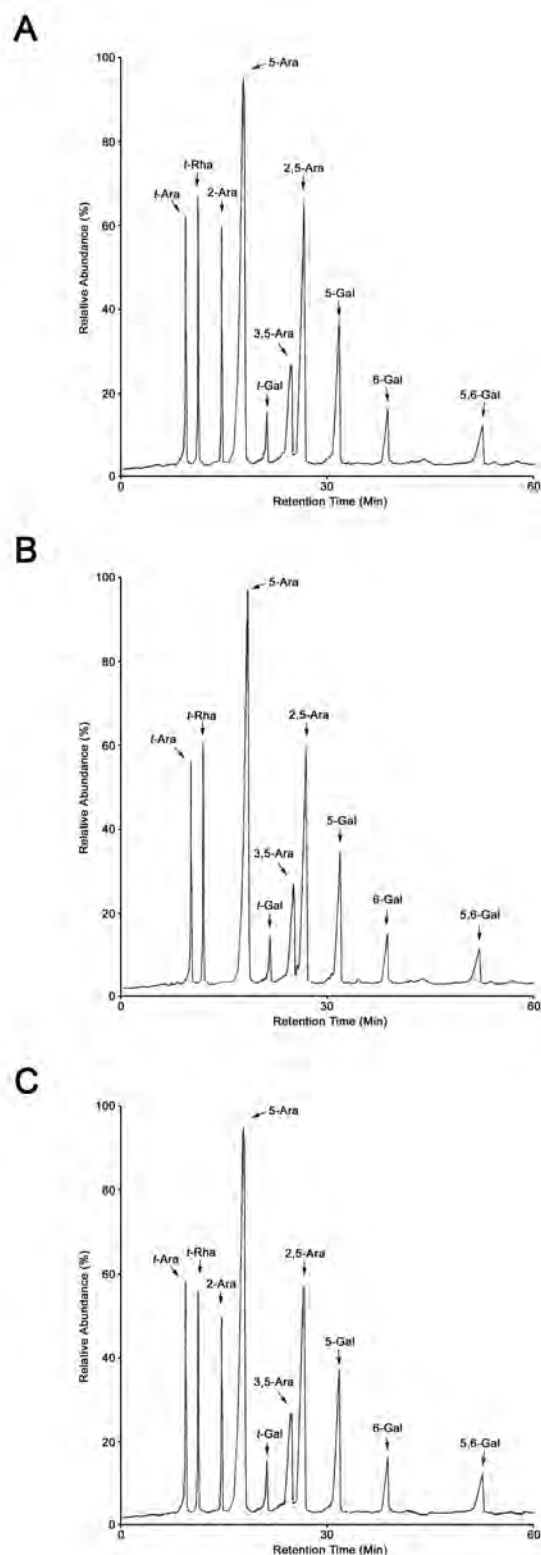 A
5-Ara
100
t-Rha
2,5-Ara
t-Ara
2-Ara
80
60
5-Gal
3,5-Ara
40
t-Gal
6-Gal
5,6-Gal
20
0
Relative Abundance (%)
0
30
60
Retention Time (Min)
B
5-Ara
100
80
t-Rha
2,5-Ara
t-Ara
60
5-Gal
3,5-Ara
40
t-Gal
6-Gal
5,6-Gal
20
0
Relative Abundance (%)
0
30
60
Retention Time (Min)
C
5-Ara
100
80
t-Rha
2,5-Ara
t-Ara
2-Ara
60
5-Gal
3,5-Ara
40
t-Gal
6-Gal
5,6-Gal
20
0
Relative Abundance (%)
0
30
60
Retention Time (Min)